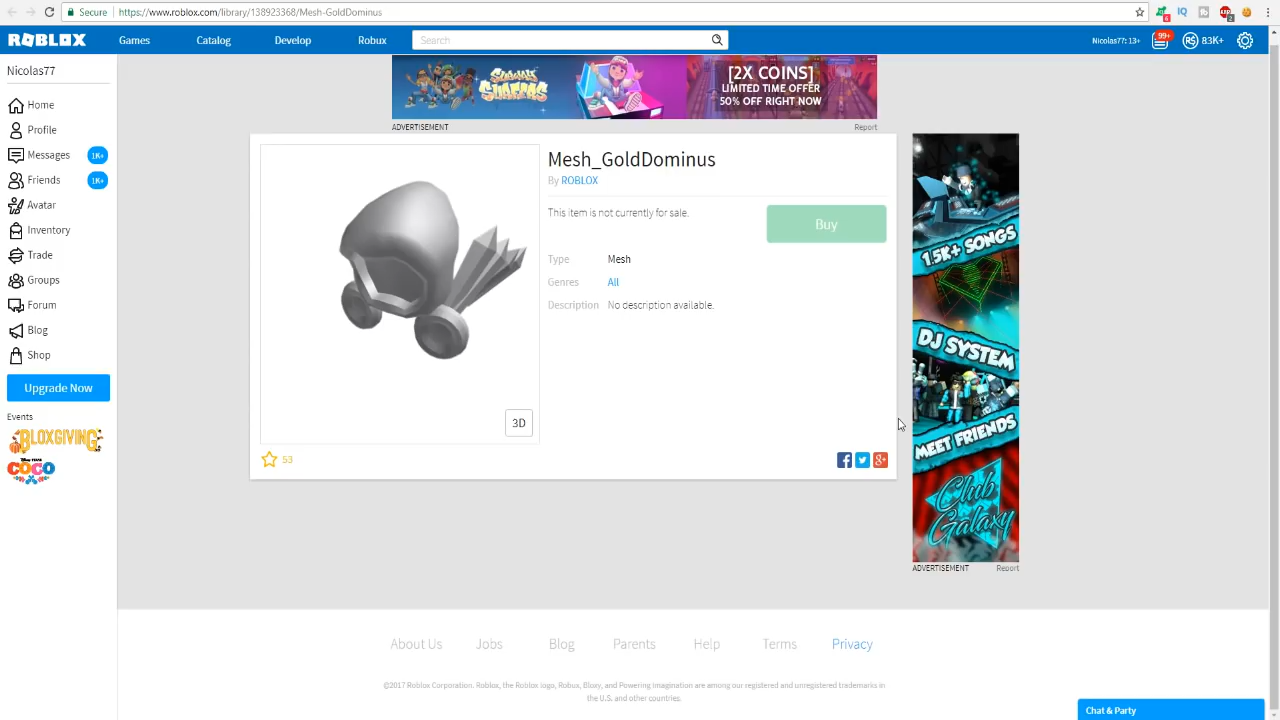 Secure
https://www.roblox.com/library/138923368/Mesh-GoldDominus
6
IQ
2
ROBLOX
Games
Catalog
Develop
Robux
Search
Nicolas77: 13+
99+
R$ 83K+
Nicolas77
Home
Profile
Messages 1K+
Friends 1K+
Avatar
Inventory
Trade
Groups
Forum
Blog
Shop
Upgrade Now
Events
BLOXGIVING
COCO
SUBWAY SURFERS
[2X COINS]
LIMITED TIME OFFER
50% OFF RIGHT NOW
ADVERTISEMENT
Report
Mesh_GoldDominus
By ROBLOX
This item is not currently for sale.
Buy
Type Mesh
Genres All
Description No description available.
3D
53
1.5K+ SONGS
DJ SYSTEM
MEET FRIENDS
Club
Galaxy
ADVERTISEMENT
Report
About Us
Jobs
Blog
Parents
Help
Terms
Privacy
©2017 Roblox Corporation. Roblox, the Roblox logo, Robux, Bloxy, and Powering Imagination are among our registered and unregistered trademarks in
the U.S. and other countries.
Chat & Party